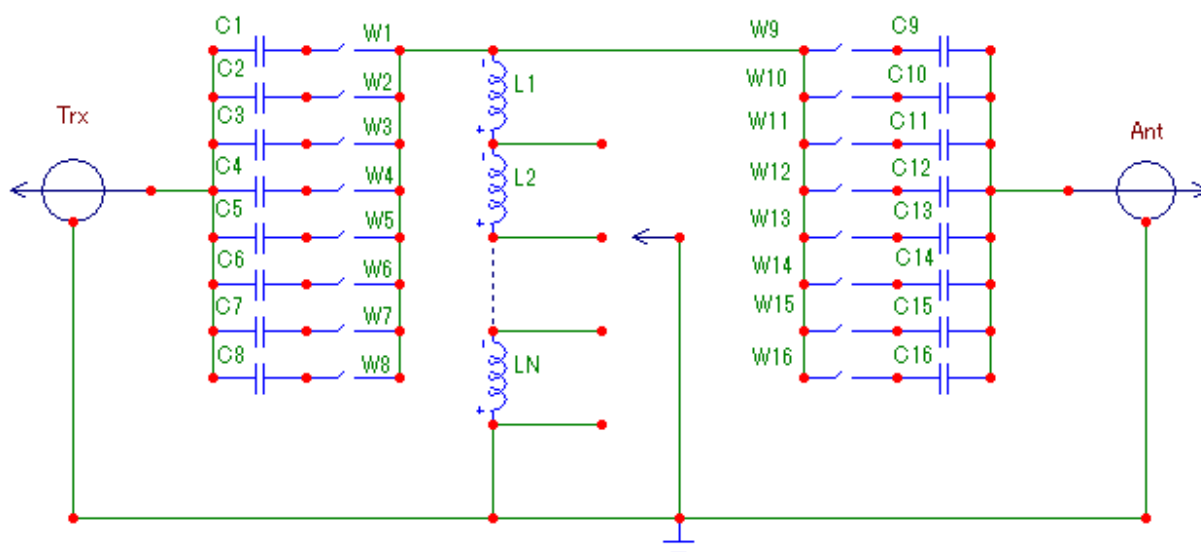 C1 W1 W9 C9
C2 W2 L1 W10 C10
Trx C3 W3 W11 C11 Ant
C4 W4 L2 W12 C12
C5 W5 W13 C13
C6 W6 W14 C14
C7 W7 W15 C15
C8 W8 LN W16 C16